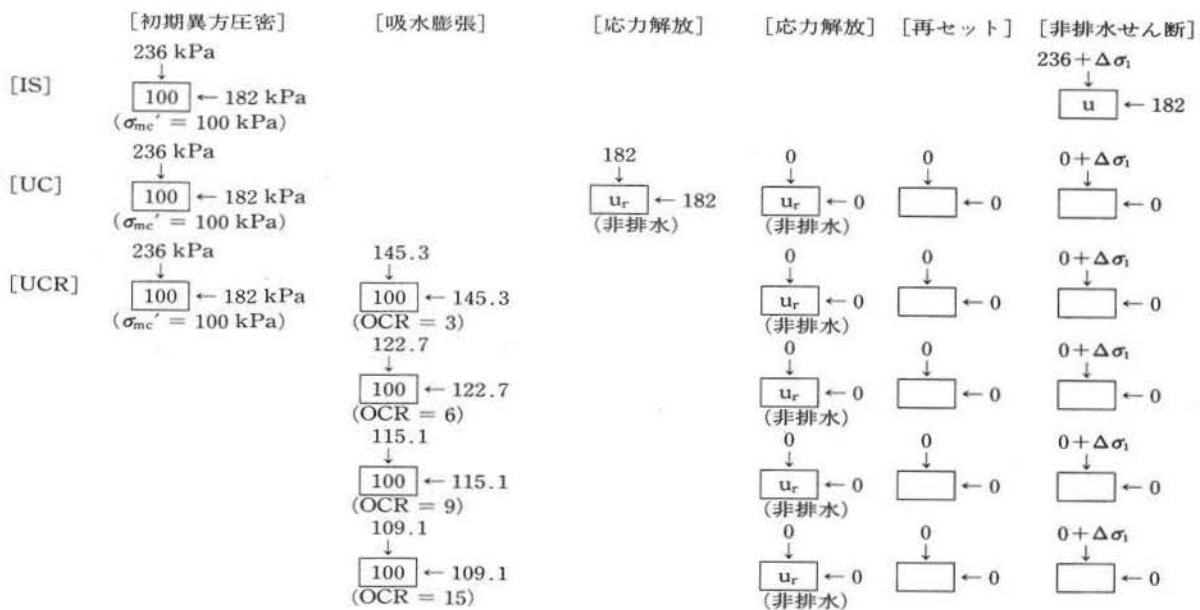 [初期異方圧密] [吸水膨張] [応力解放] [応力解放] [再セット] [非排水せん断]
236 kPa 236+Δσ₁
↓ ↓
[IS] 100 ← 182 kPa u ← 182
(σmc′ = 100 kPa)
236 kPa 182 0 0 0+Δσ₁
↓ ↓ ↓ ↓ ↓
[UC] 100 ← 182 kPa ur ← 182 ur ← 0 ← 0 ← 0
(σmc′ = 100 kPa) (非排水) (非排水)
236 kPa 145.3 0 0 0+Δσ₁
↓ ↓ ↓ ↓ ↓
[UCR] 100 ← 182 kPa 100 ← 145.3 ur ← 0 ← 0 ← 0
(σmc′ = 100 kPa) (OCR = 3) (非排水)
122.7 0 0 0+Δσ₁
↓ ↓ ↓ ↓
100 ← 122.7 ur ← 0 ← 0 ← 0
(OCR = 6) (非排水)
115.1 0 0 0+Δσ₁
↓ ↓ ↓ ↓
100 ← 115.1 ur ← 0 ← 0 ← 0
(OCR = 9) (非排水)
109.1 0 0 0+Δσ₁
↓ ↓ ↓ ↓
100 ← 109.1 ur ← 0 ← 0 ← 0
(OCR = 15) (非排水)